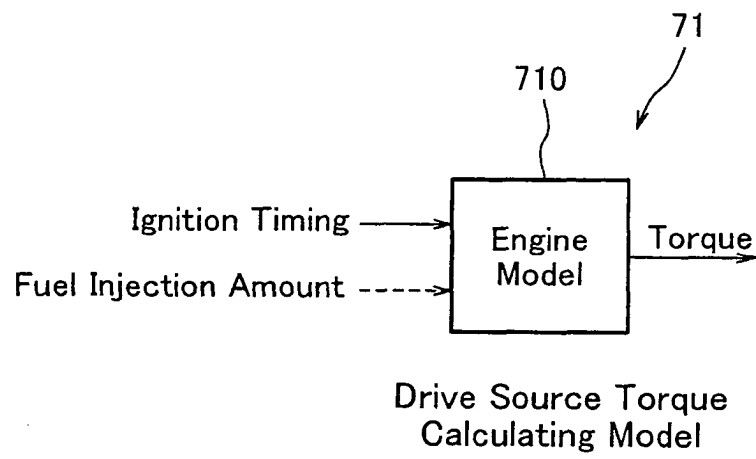 71
710
Ignition Timing
Fuel Injection Amount
Engine
Model
Torque
Drive Source Torque
Calculating Model